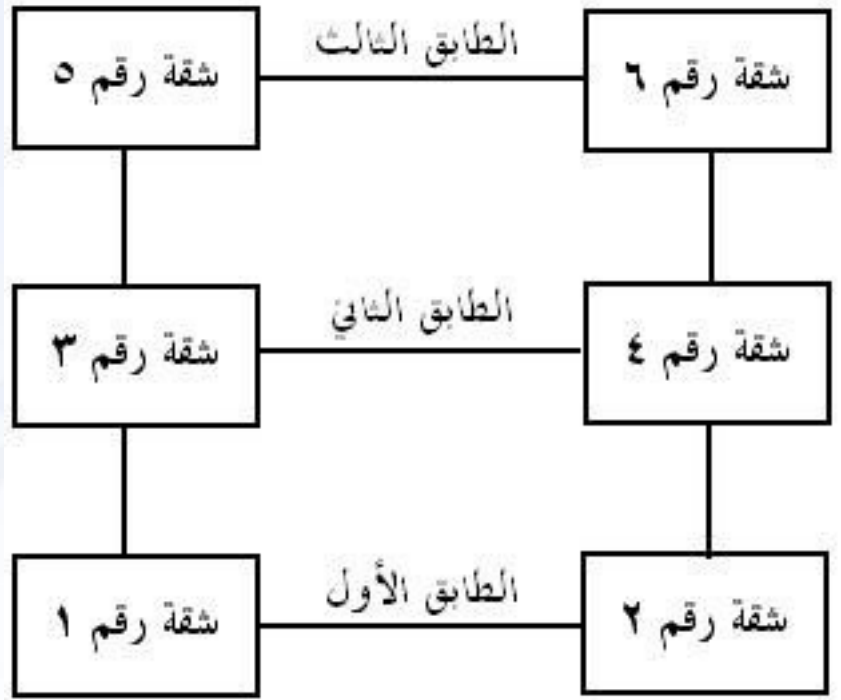 شقة رقم ٦
الطابق الثالث
شقة رقم ٥
شقة رقم ٤
الطابق الثاني
شقة رقم ٣
شقة رقم ٢
الطابق الأول
شقة رقم ١